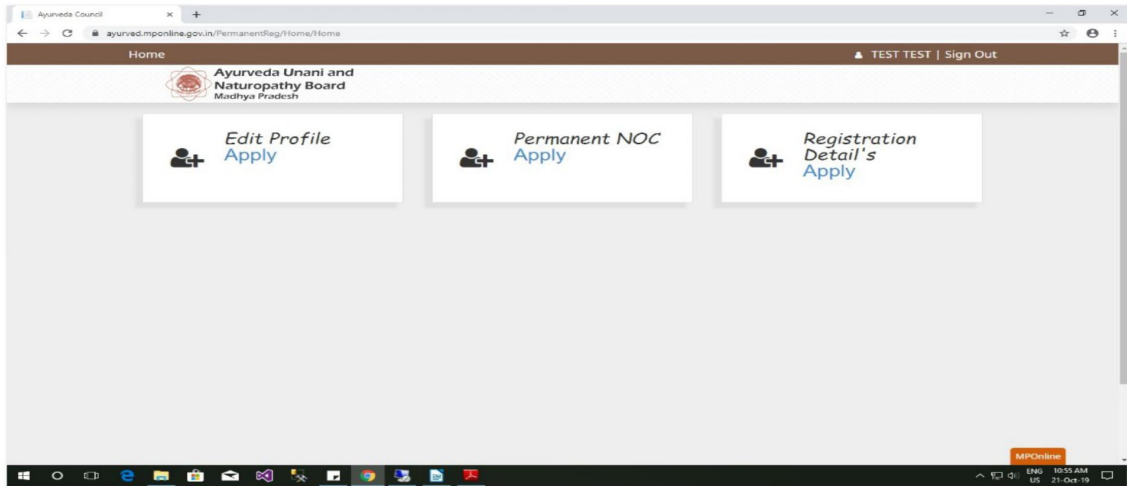 Ayurveda Council
ayurved.mponline.gov.in/PermanentReg/Home/Home
Home
TEST TEST | Sign Out
Ayurveda Unani and
Naturopathy Board
Madhya Pradesh
Edit Profile
Apply
Permanent NOC
Apply
Registration
Detail's
Apply
MPOnline
ENG 10:55 AM
US 21-Oct-19